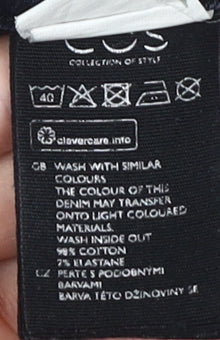 COS
COLLECTION OF STYLE
40
clevercare.info
GB WASH WITH SIMILAR
COLOURS
THE COLOUR OF THIS
DENIM MAY TRANSFER
ONTO LIGHT COLOURED
MATERIALS.
WASH INSIDE OUT
98% COTTON
2% ELASTANE
CZ PERTE S PODOBNÝMI
BARVAMI
BARVA TÉTO DŽÍNOVINY SE